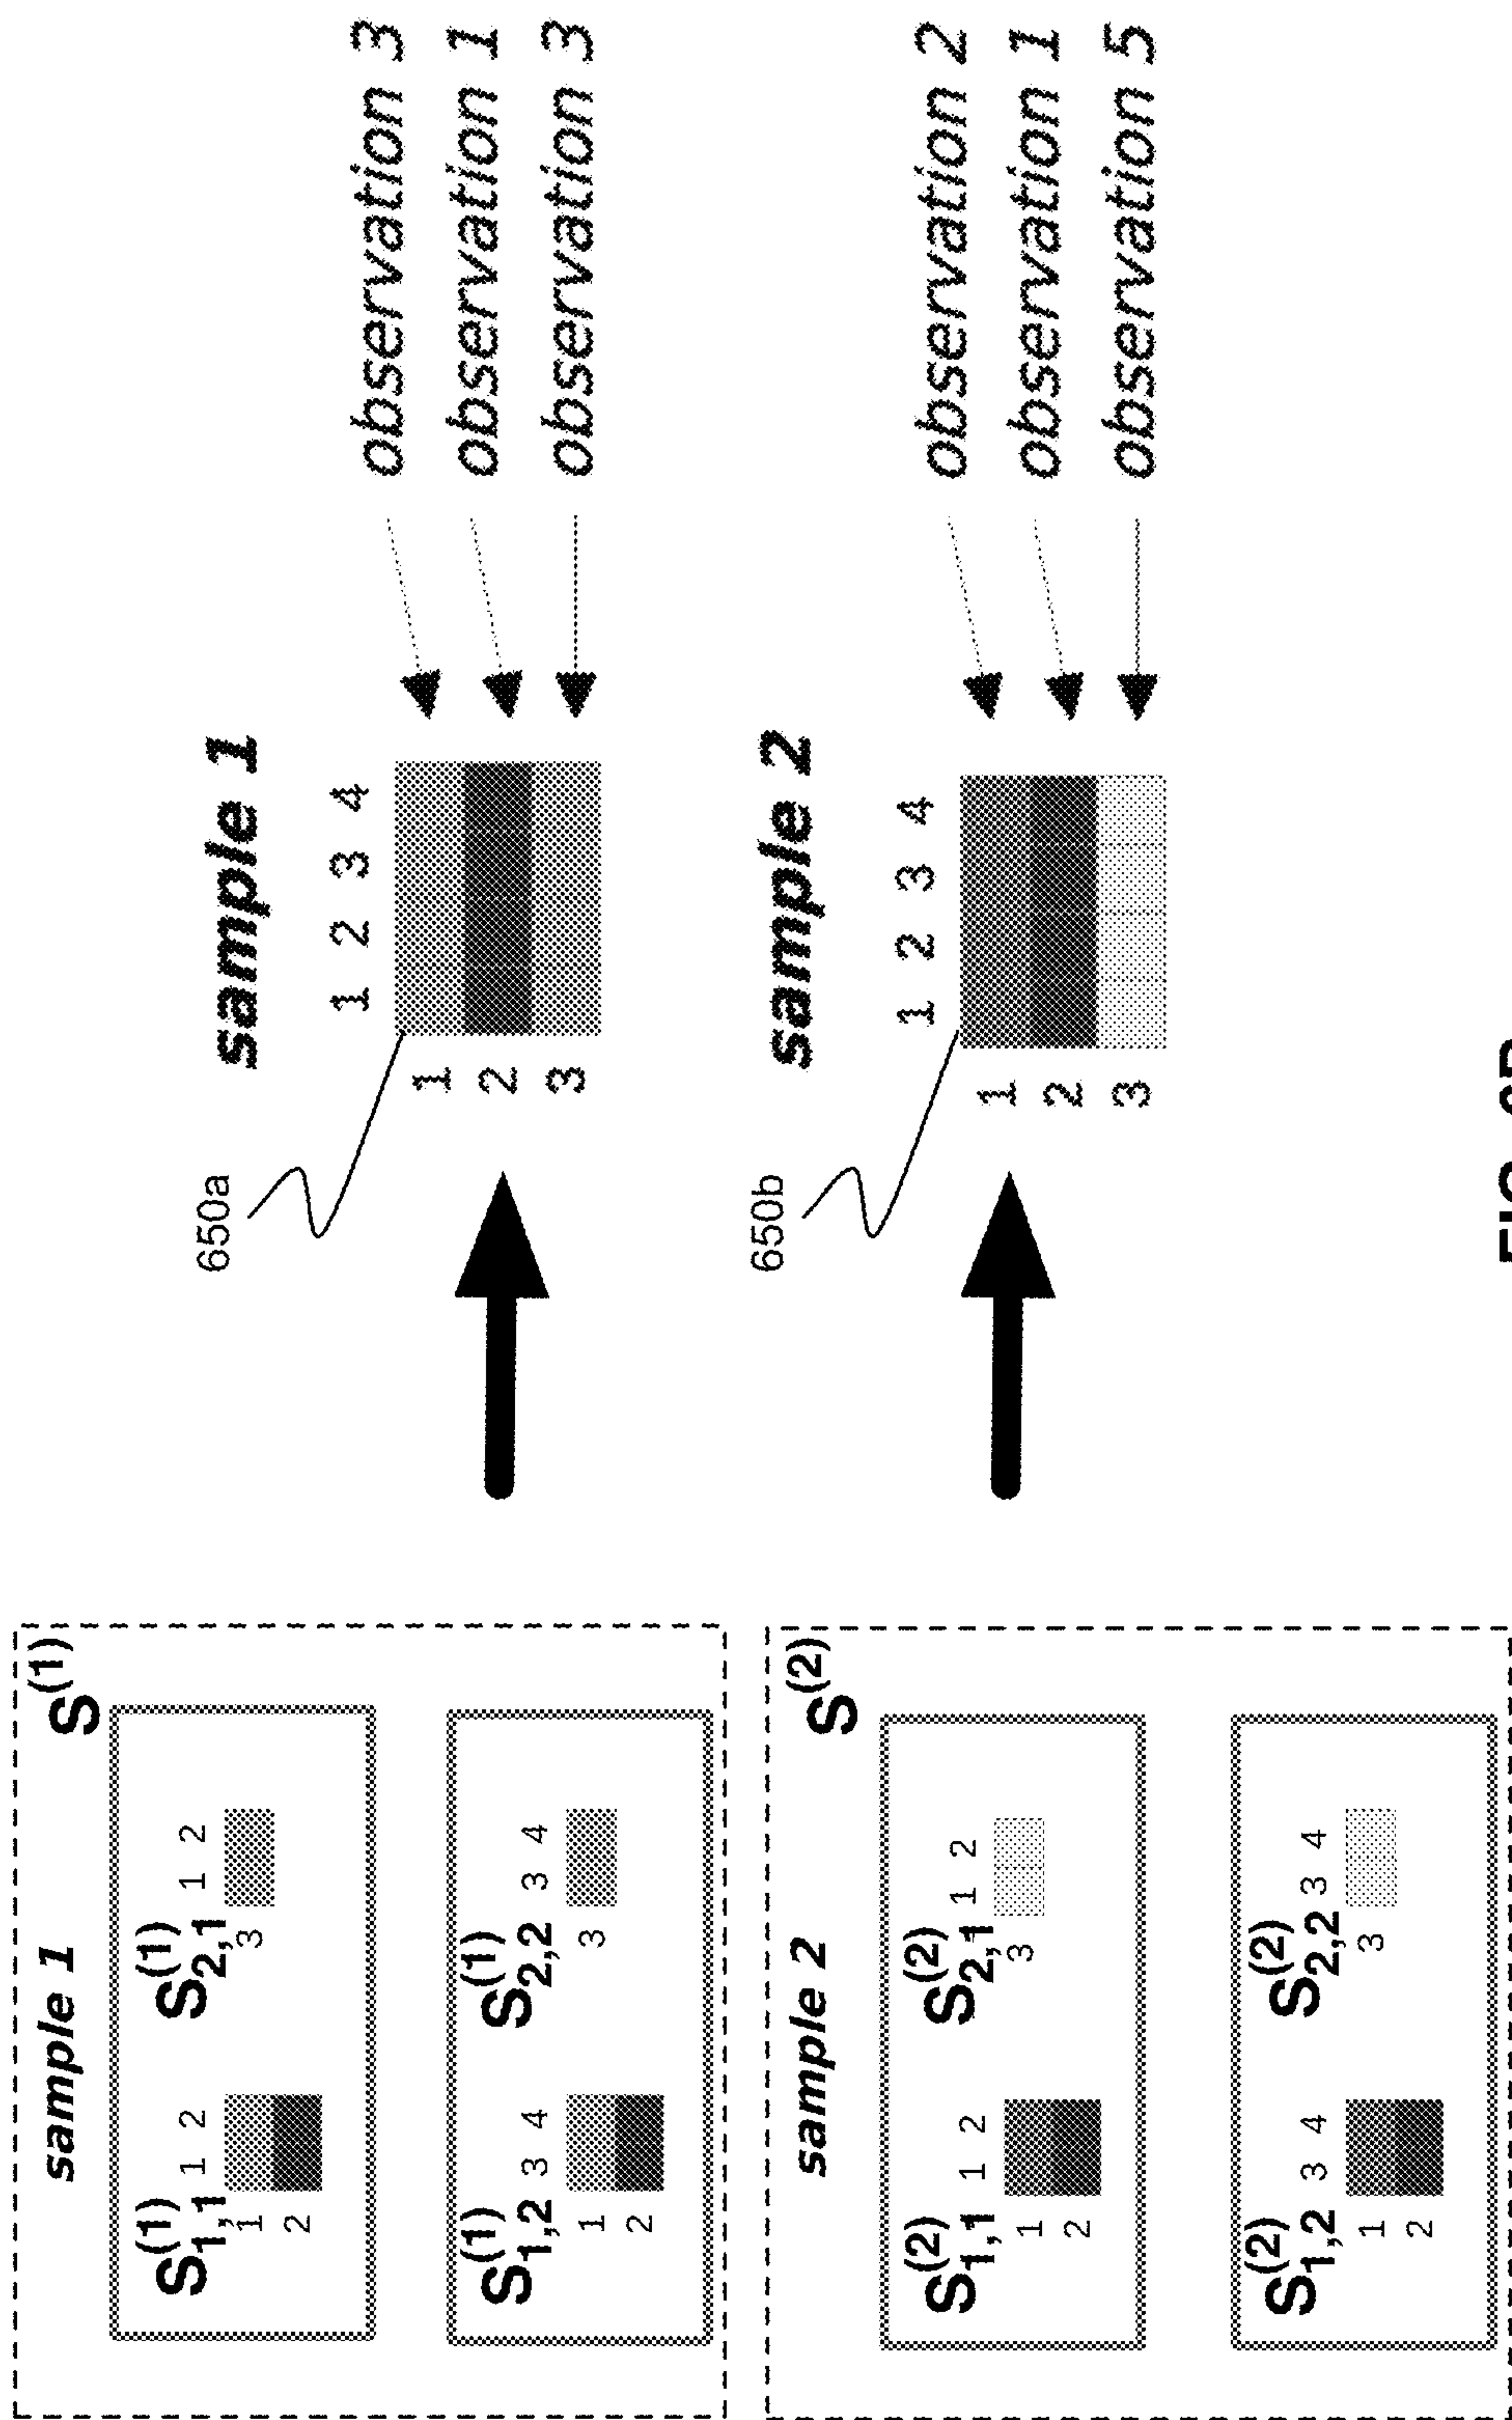 sample 1
S(1)
S(1)1,1
1 2
1
2
S(1)2,1
1 2
3
S(1)1,2
3 4
1
2
S(1)2,2
3 4
3
650a
sample 1
1 2 3 4
1
2
3
observation 3
observation 1
observation 3
sample 2
S(2)
S(2)1,1
1 2
1
2
S(2)2,1
1 2
3
S(2)1,2
3 4
1
2
S(2)2,2
3 4
3
650b
sample 2
1 2 3 4
1
2
3
observation 2
observation 1
observation 5
FIG.